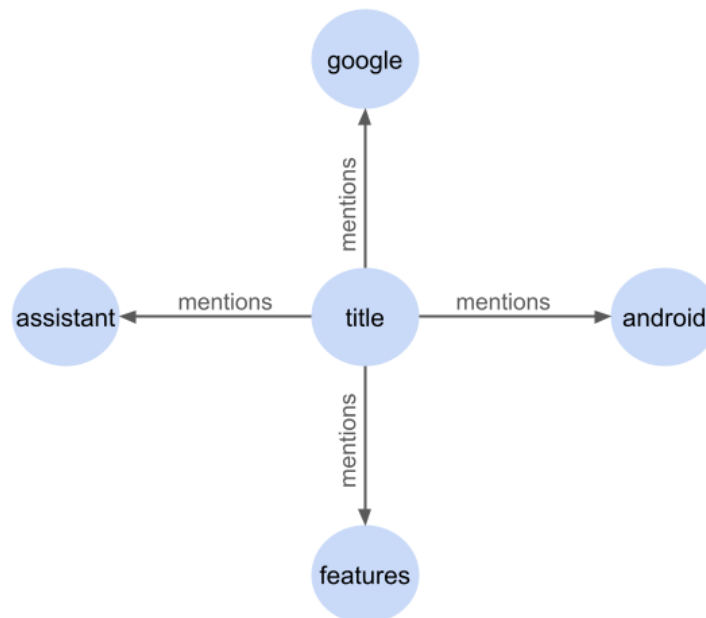 google
mentions
assistant
mentions
title
mentions
android
mentions
features